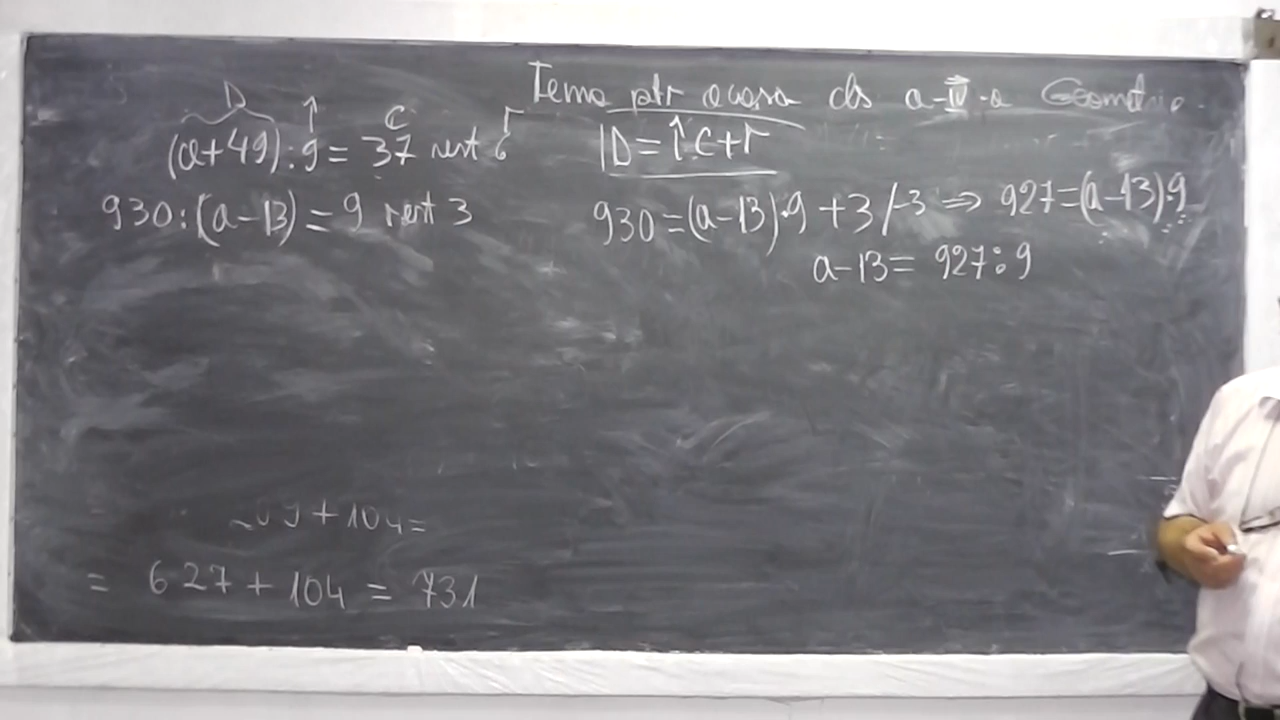 Tema ptr acasa cls a-IV-a Geometrie
D Î C r
(a+49):9=37 rest 6
D=Î.C+r
930:(a-13)=9 rest 3
930=(a-13).9+3/-3 ⇒ 927=(a-13).9
a-13=927:9
09+104=
= 627+104=731